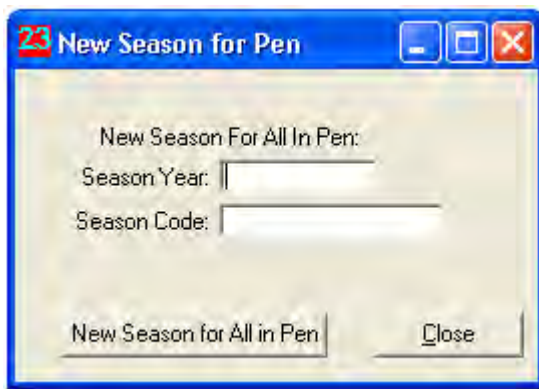 23 New Season for Pen
New Season For All In Pen:
Season Year:
Season Code:
New Season for All in Pen Close